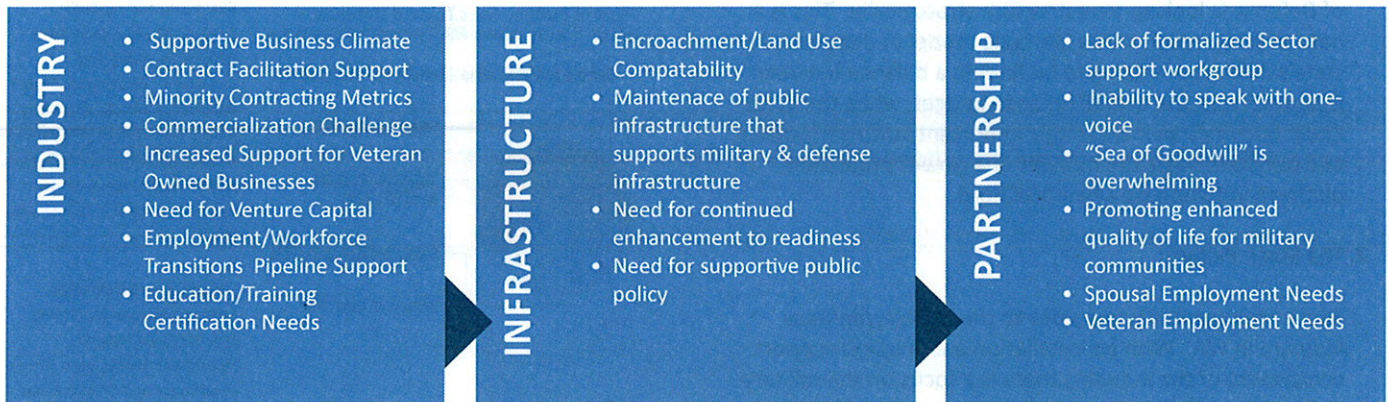 INDUSTRY
• Supportive Business Climate
• Contract Facilitation Support
• Minority Contracting Metrics
• Commercialization Challenge
• Increased Support for Veteran
Owned Businesses
• Need for Venture Capital
• Employment/Workforce
Transitions Pipeline Support
• Education/Training
Certification Needs
INFRASTRUCTURE
• Encroachment/Land Use
Compatability
• Maintenace of public
infrastructure that
supports military & defense
infrastructure
• Need for continued
enhancement to readiness
• Need for supportive public
policy
PARTNERSHIP
• Lack of formalized Sector
support workgroup
• Inability to speak with one-
voice
• “Sea of Goodwill” is
overwhelming
• Promoting enhanced
quality of life for military
communities
• Spousal Employment Needs
• Veteran Employment Needs